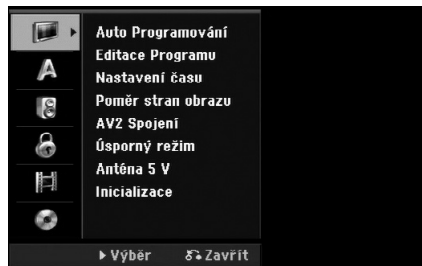 Auto Programování
Editace Programu
Nastavení času
Poměr stran obrazu
AV2 Spojení
Úsporný režim
Anténa 5 V
Inicializace
Výběr Zavřít